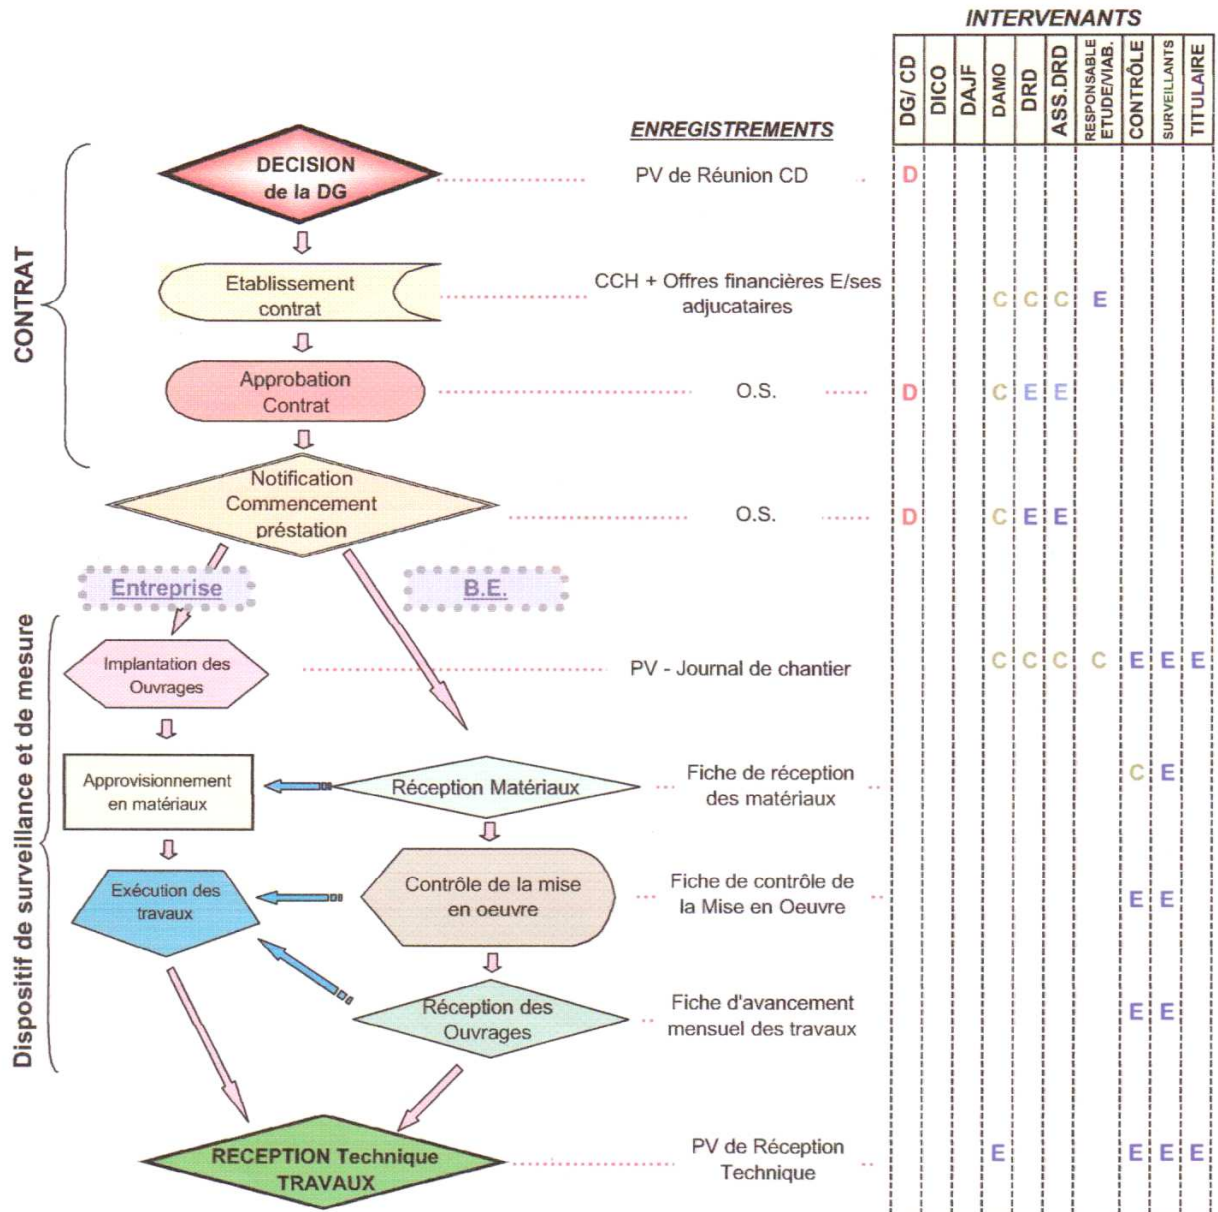 INTERVENANTS
DG/ CD
DICO
DAJF
DAMO
DRD
ASS.DRD
RESPONSABLE
ETUDE/VIAB.
CONTRÔLE
SURVEILLANTS
TITULAIRE
ENREGISTREMENTS
CONTRAT
DECISION
de la DG
PV de Réunion CD
D
Etablissement
contrat
CCH + Offres financières E/ses
adjucataires
C C C E
Approbation
Contrat
O.S.
D C E E
Notification
Commencement
préstation
O.S.
D C E E
Entreprise
B.E.
Dispositif de surveillance et de mesure
Implantation des
Ouvrages
PV - Journal de chantier
C C C C E E E
Approvisionnement
en matériaux
Réception Matériaux
Fiche de réception
des matériaux
C E
Exécution des
travaux
Contrôle de la mise
en oeuvre
Fiche de contrôle de
la Mise en Oeuvre
E E
Réception des
Ouvrages
Fiche d'avancement
mensuel des travaux
E E
RECEPTION Technique
TRAVAUX
PV de Réception
Technique
E E E E